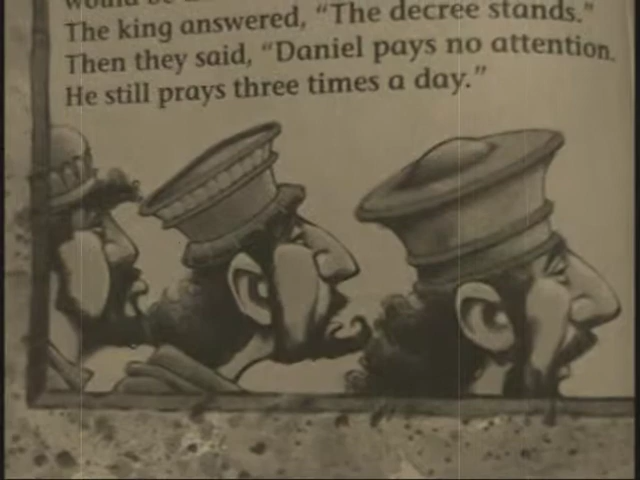 The king answered, "The decree stands."
Then they said, "Daniel pays no attention.
He still prays three times a day."